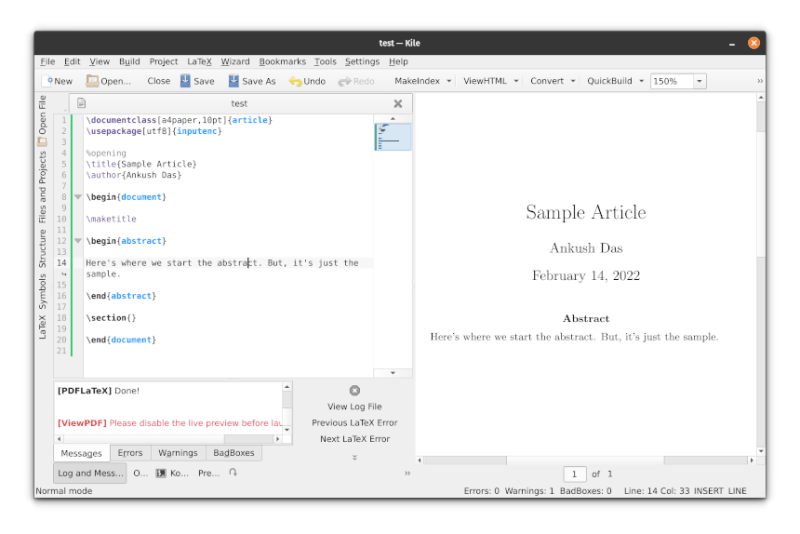 test — Kile
File Edit View Build Project LaTeX Wizard Bookmarks Tools Settings Help
New Open... Close Save Save As Undo Redo MakeIndex ViewHTML Convert QuickBuild 150% »
Open File
Files and Projects
Structure
Symbols
LaTeX
test
1 \documentclass[a4paper,10pt]{article}
2 \usepackage[utf8]{inputenc}
3
4 %opening
5 \title{Sample Article}
6 \author{Ankush Das}
7
8 \begin{document}
9
10 \maketitle
11
12 \begin{abstract}
13
14 Here's where we start the abstract. But, it's just the
sample.
15
16 \end{abstract}
17
18 \section{}
19
20 \end{document}
21
Sample Article
Ankush Das
February 14, 2022
Abstract
Here's where we start the abstract. But, it's just the sample.
[PDFLaTeX] Done!
[ViewPDF] Please disable the live preview before lau
View Log File
Previous LaTeX Error
Next LaTeX Error
Messages Errors Warnings BadBoxes
Log and Mess... O... Ko... Pre... »
1 of 1
Normal mode
Errors: 0 Warnings: 1 BadBoxes: 0 Line: 14 Col: 33 INSERT LINE